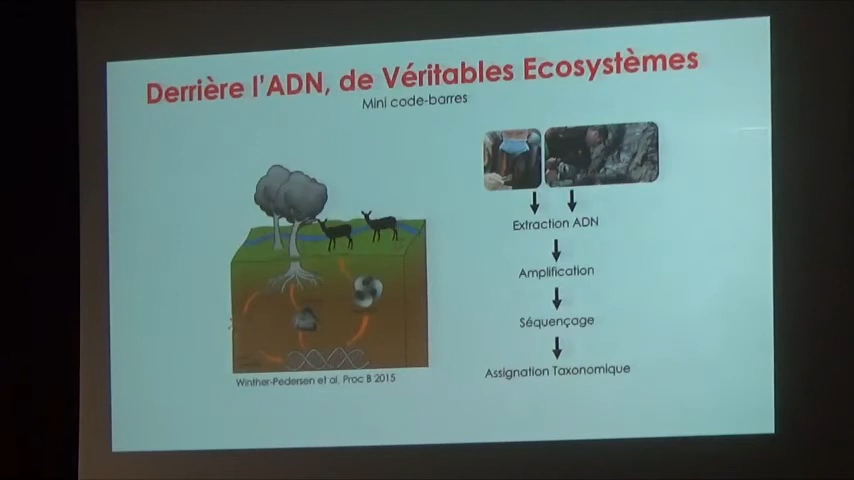 Derrière l'ADN, de Véritables Ecosystèmes
Mini code-barres
Extraction ADN
Amplification
Séquençage
Assignation Taxonomique
Winther-Pedersen et al, Proc B 2015